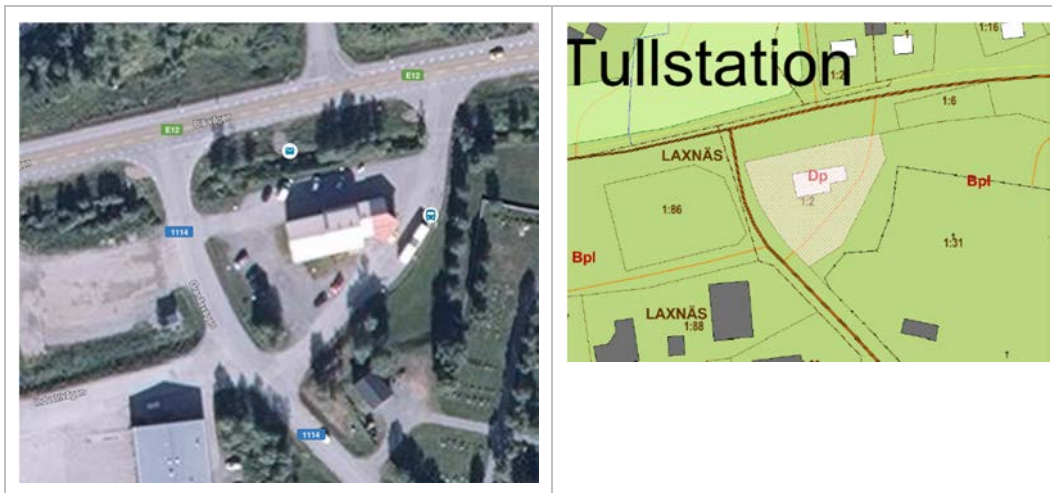 E12
E12
1114
Industrivägen
1114
Tullstation
1:16
1:2
1:6
LAXNÄS
Dp
1:2
Bpl
1:86
1:31
Bpl
LAXNÄS
1:88